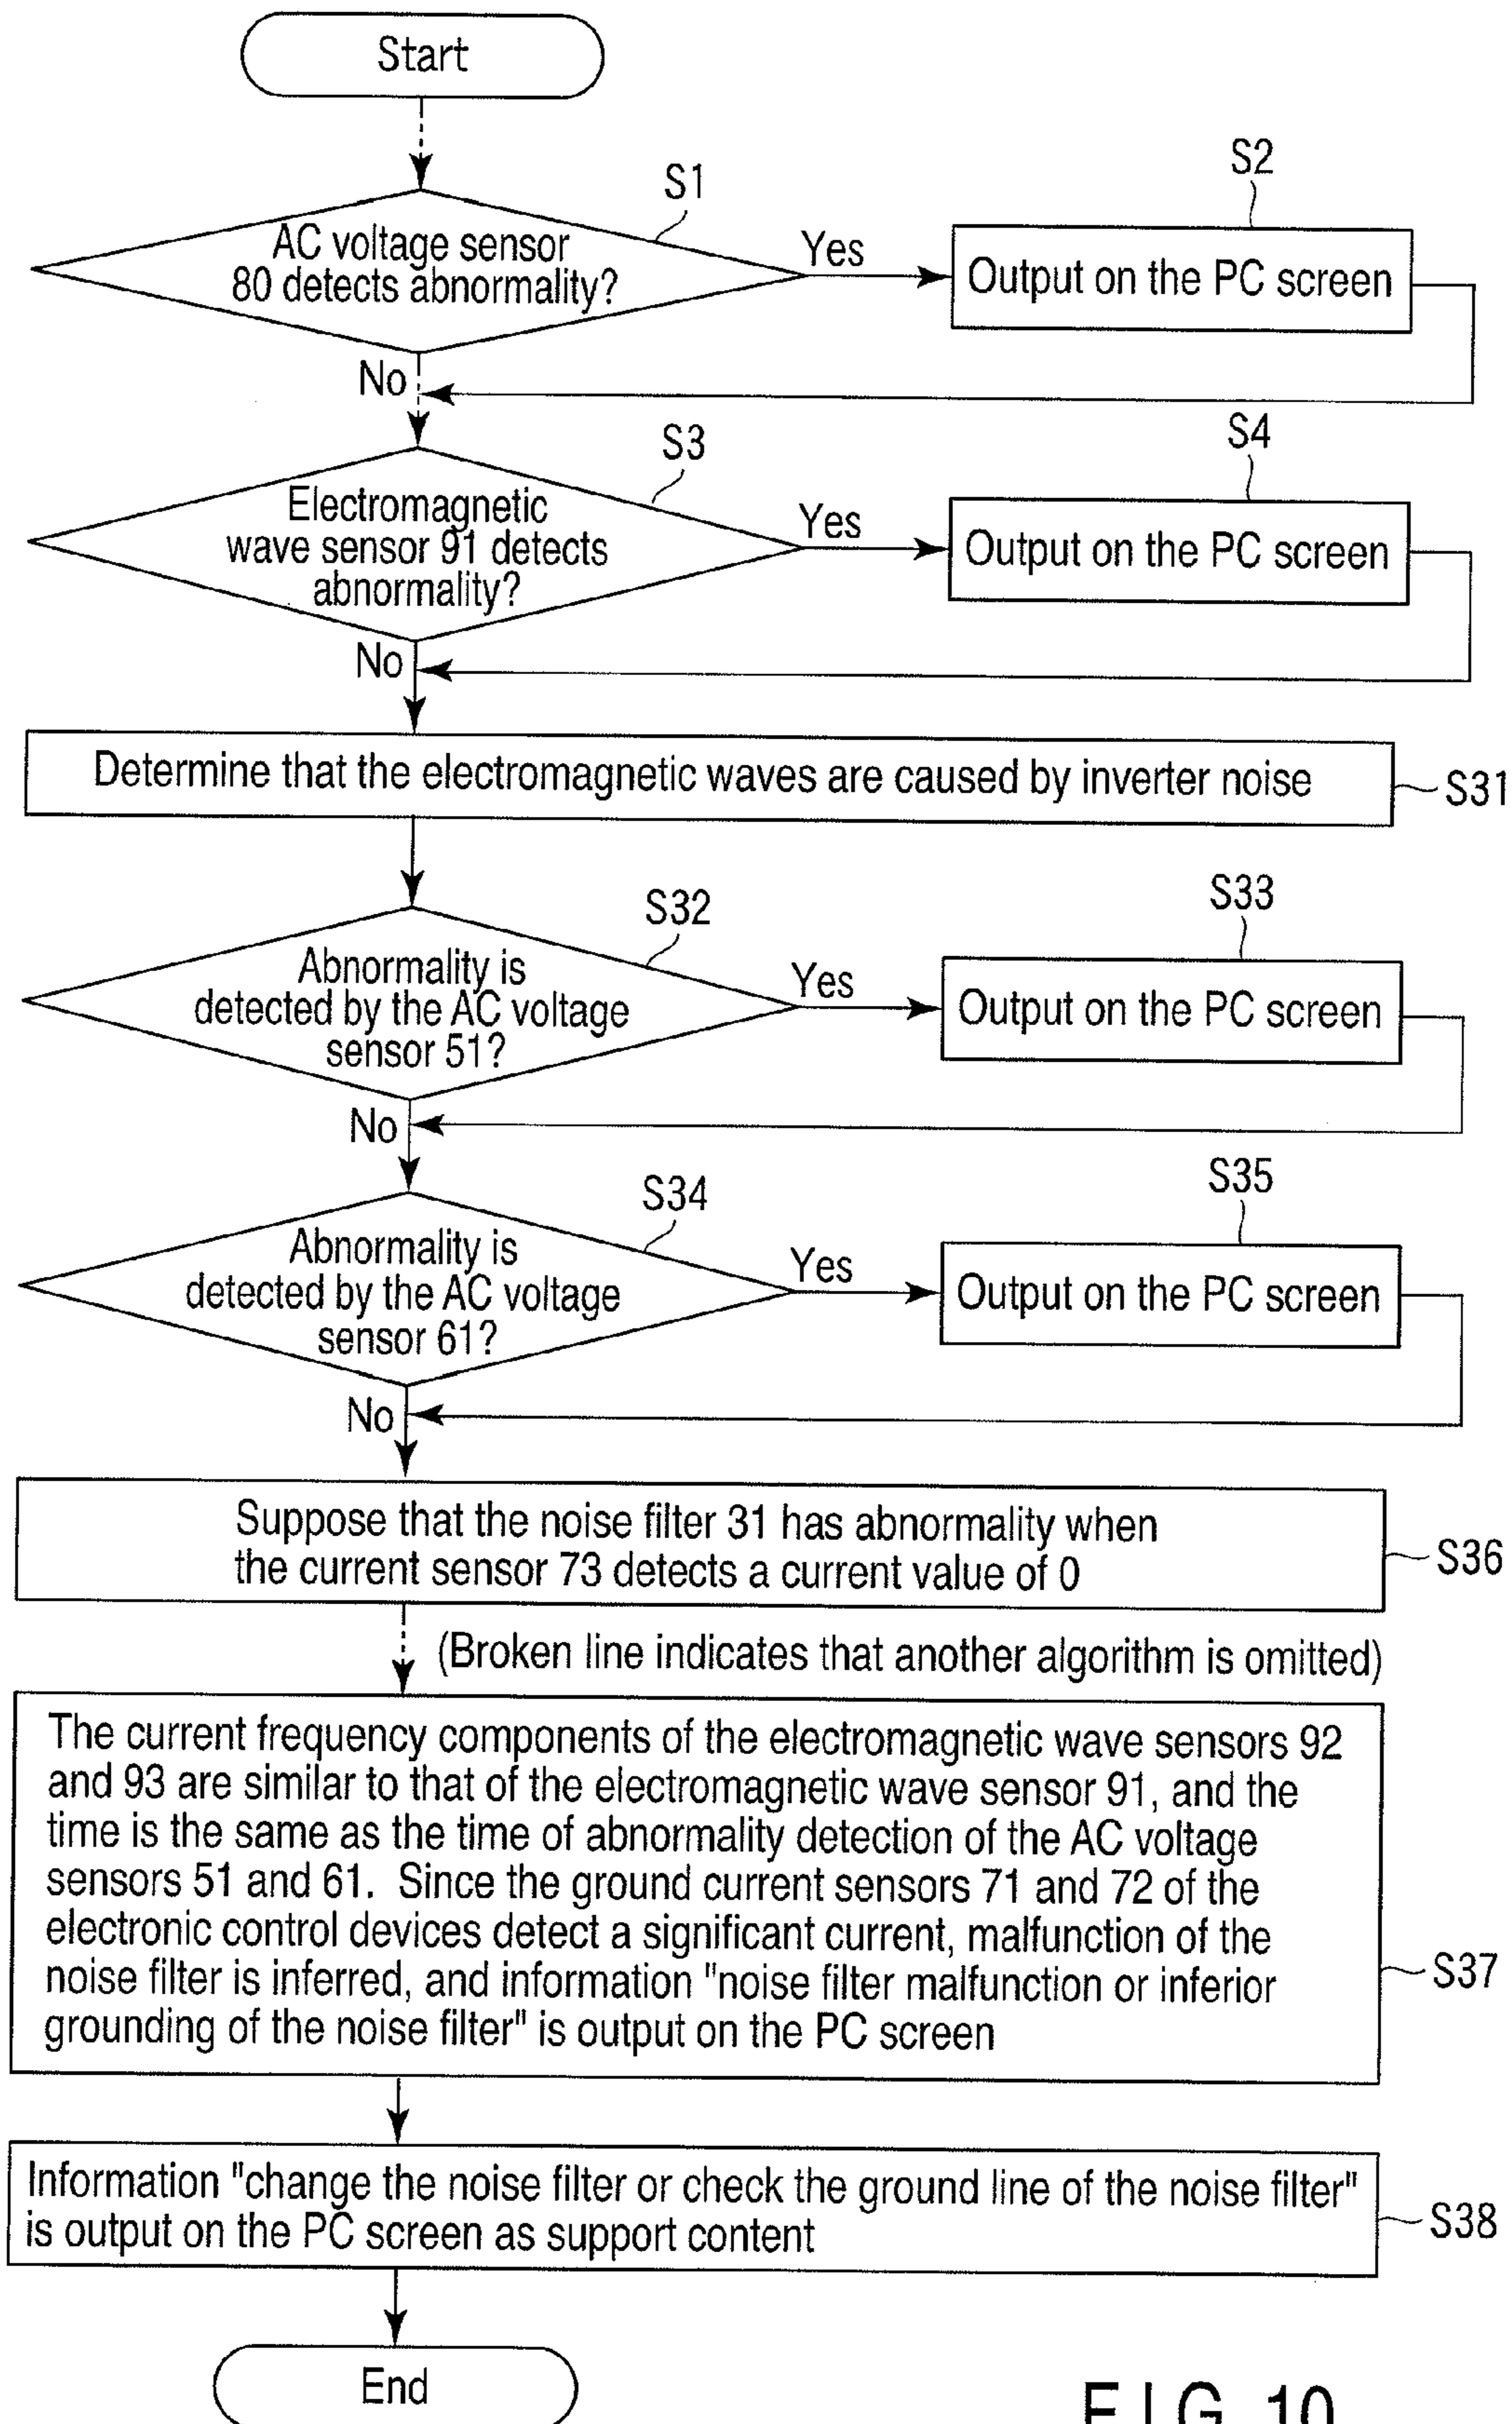 Start
S1
S2
AC voltage sensor
80 detects abnormality?
Yes
Output on the PC screen
No
S3
S4
Electromagnetic
wave sensor 91 detects
abnormality?
Yes
Output on the PC screen
No
Determine that the electromagnetic waves are caused by inverter noise
S31
S32
S33
Abnormality is
detected by the AC voltage
sensor 51?
Yes
Output on the PC screen
No
S34
S35
Abnormality is
detected by the AC voltage
sensor 61?
Yes
Output on the PC screen
No
Suppose that the noise filter 31 has abnormality when
the current sensor 73 detects a current value of 0
S36
(Broken line indicates that another algorithm is omitted)
The current frequency components of the electromagnetic wave sensors 92
and 93 are similar to that of the electromagnetic wave sensor 91, and the
time is the same as the time of abnormality detection of the AC voltage
sensors 51 and 61. Since the ground current sensors 71 and 72 of the
electronic control devices detect a significant current, malfunction of the
noise filter is inferred, and information "noise filter malfunction or inferior
grounding of the noise filter" is output on the PC screen
S37
Information "change the noise filter or check the ground line of the noise filter"
is output on the PC screen as support content
S38
End
FIG. 10